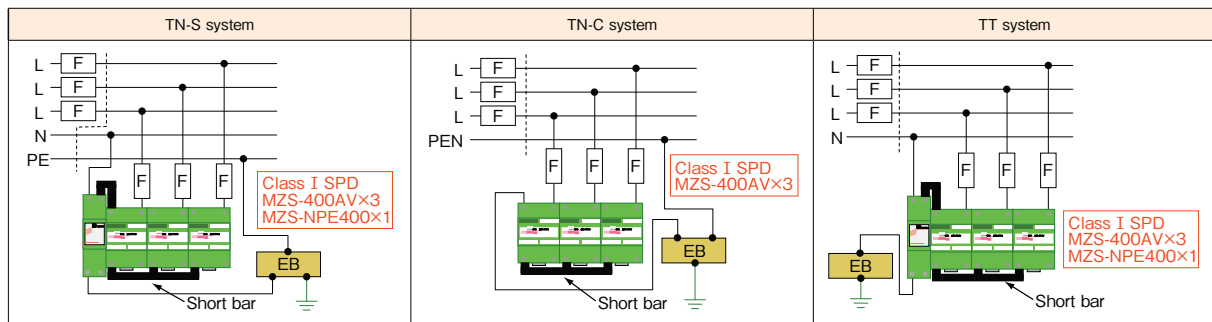 TN-S system
L F
L F
L F
N
PE
F F F
Class I SPD
MZS-400AV×3
MZS-NPE400×1
EB
Short bar
TN-C system
L F
L F
L F
PEN
F F F
Class I SPD
MZS-400AV×3
EB
Short bar
TT system
L F
L F
L F
N
F F F
Class I SPD
MZS-400AV×3
MZS-NPE400×1
EB
Short bar